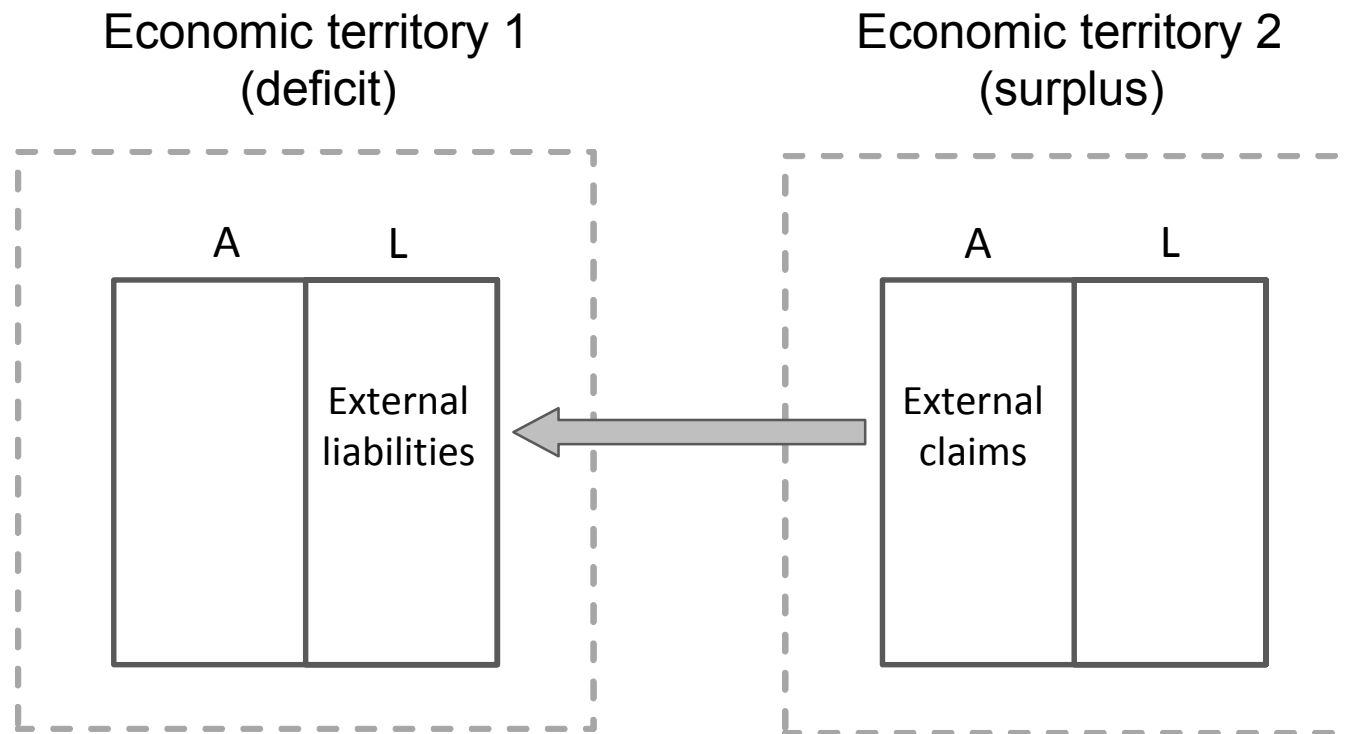 Economic territory 1
(deficit)
Economic territory 2
(surplus)
A
L
A
L
External
liabilities
External
claims